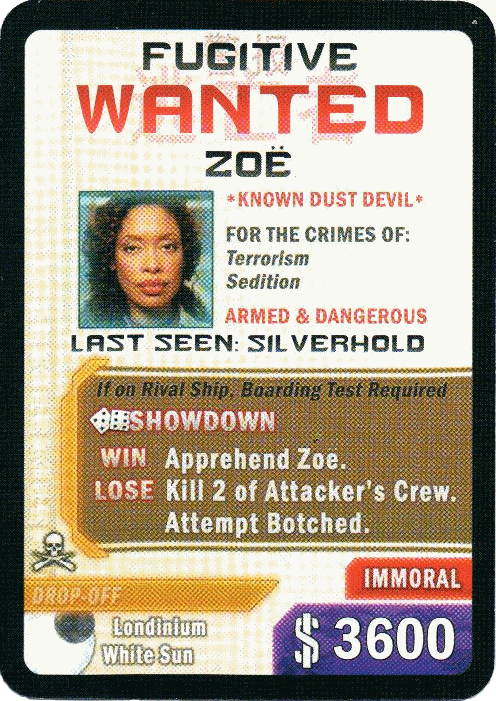 FUGITIVE
WANTED
ZOË
*KNOWN DUST DEVIL*
FOR THE CRIMES OF:
Terrorism
Sedition
ARMED & DANGEROUS
LAST SEEN: SILVERHOLD
If on Rival Ship, Boarding Test Required
SHOWDOWN
WIN Apprehend Zoe.
LOSE Kill 2 of Attacker's Crew.
Attempt Botched.
IMMORAL
DROP-OFF
Londinium
White Sun
$ 3600